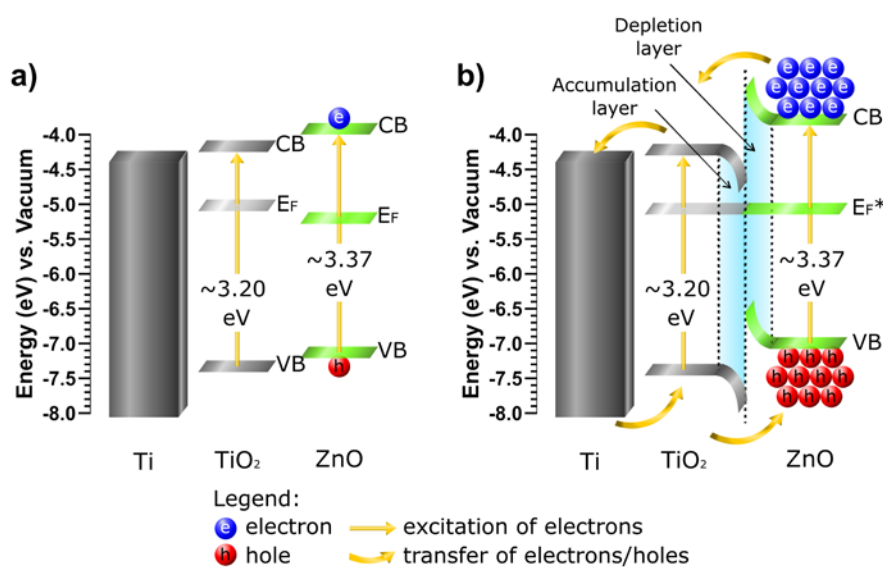 a)
Energy (eV) vs. Vacuum
-4.0
-4.5
-5.0
-5.5
-6.0
-6.5
-7.0
-7.5
-8.0
e
CB
CB
EF
EF
~3.20
eV
~3.37
eV
VB
VB
h
Ti
TiO₂
ZnO
b)
Depletion
layer
Accumulation
layer
Energy (eV) vs. Vacuum
-4.0
-4.5
-5.0
-5.5
-6.0
-6.5
-7.0
-7.5
-8.0
e e e
e e e e
e e e
CB
EF*
~3.20
eV
~3.37
eV
VB
h h h
h h h h
h h h
Ti
TiO₂
ZnO
Legend:
e electron
excitation of electrons
h hole
transfer of electrons/holes